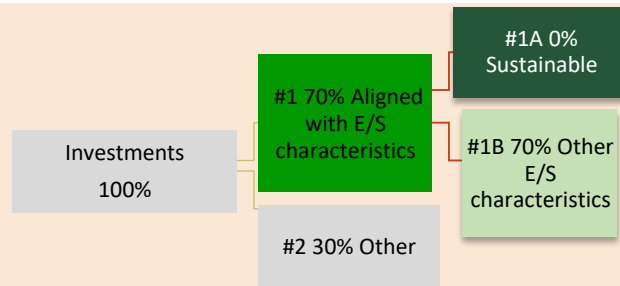 Investments
100%
#1 70% Aligned
with E/S
characteristics
#2 30% Other
#1A 0%
Sustainable
#1B 70% Other
E/S
characteristics